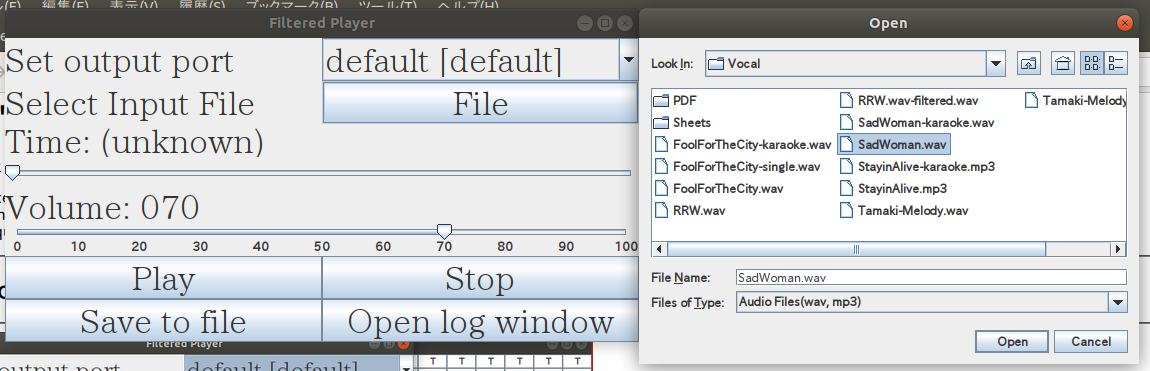 編集(E) 表示(V) 履歴(S) ブックマーク(B) ツール(T) ヘルプ(H)
Filtered Player
Set output port
default [default]
Select Input File
File
Time: (unknown)
Volume: 070
0 10 20 30 40 50 60 70 80 90 100
Play
Stop
Save to file
Open log window
Filtered Player
output port
default [default]
T T T T T T
Open
Look In:
Vocal
PDF
Sheets
FoolForTheCity-karaoke.wav
FoolForTheCity-single.wav
FoolForTheCity.wav
RRW.wav
RRW.wav-filtered.wav
SadWoman-karaoke.wav
SadWoman.wav
StayinAlive-karaoke.mp3
StayinAlive.mp3
Tamaki-Melody.wav
Tamaki-Melody
File Name:
SadWoman.wav
Files of Type:
Audio Files(wav, mp3)
Open
Cancel